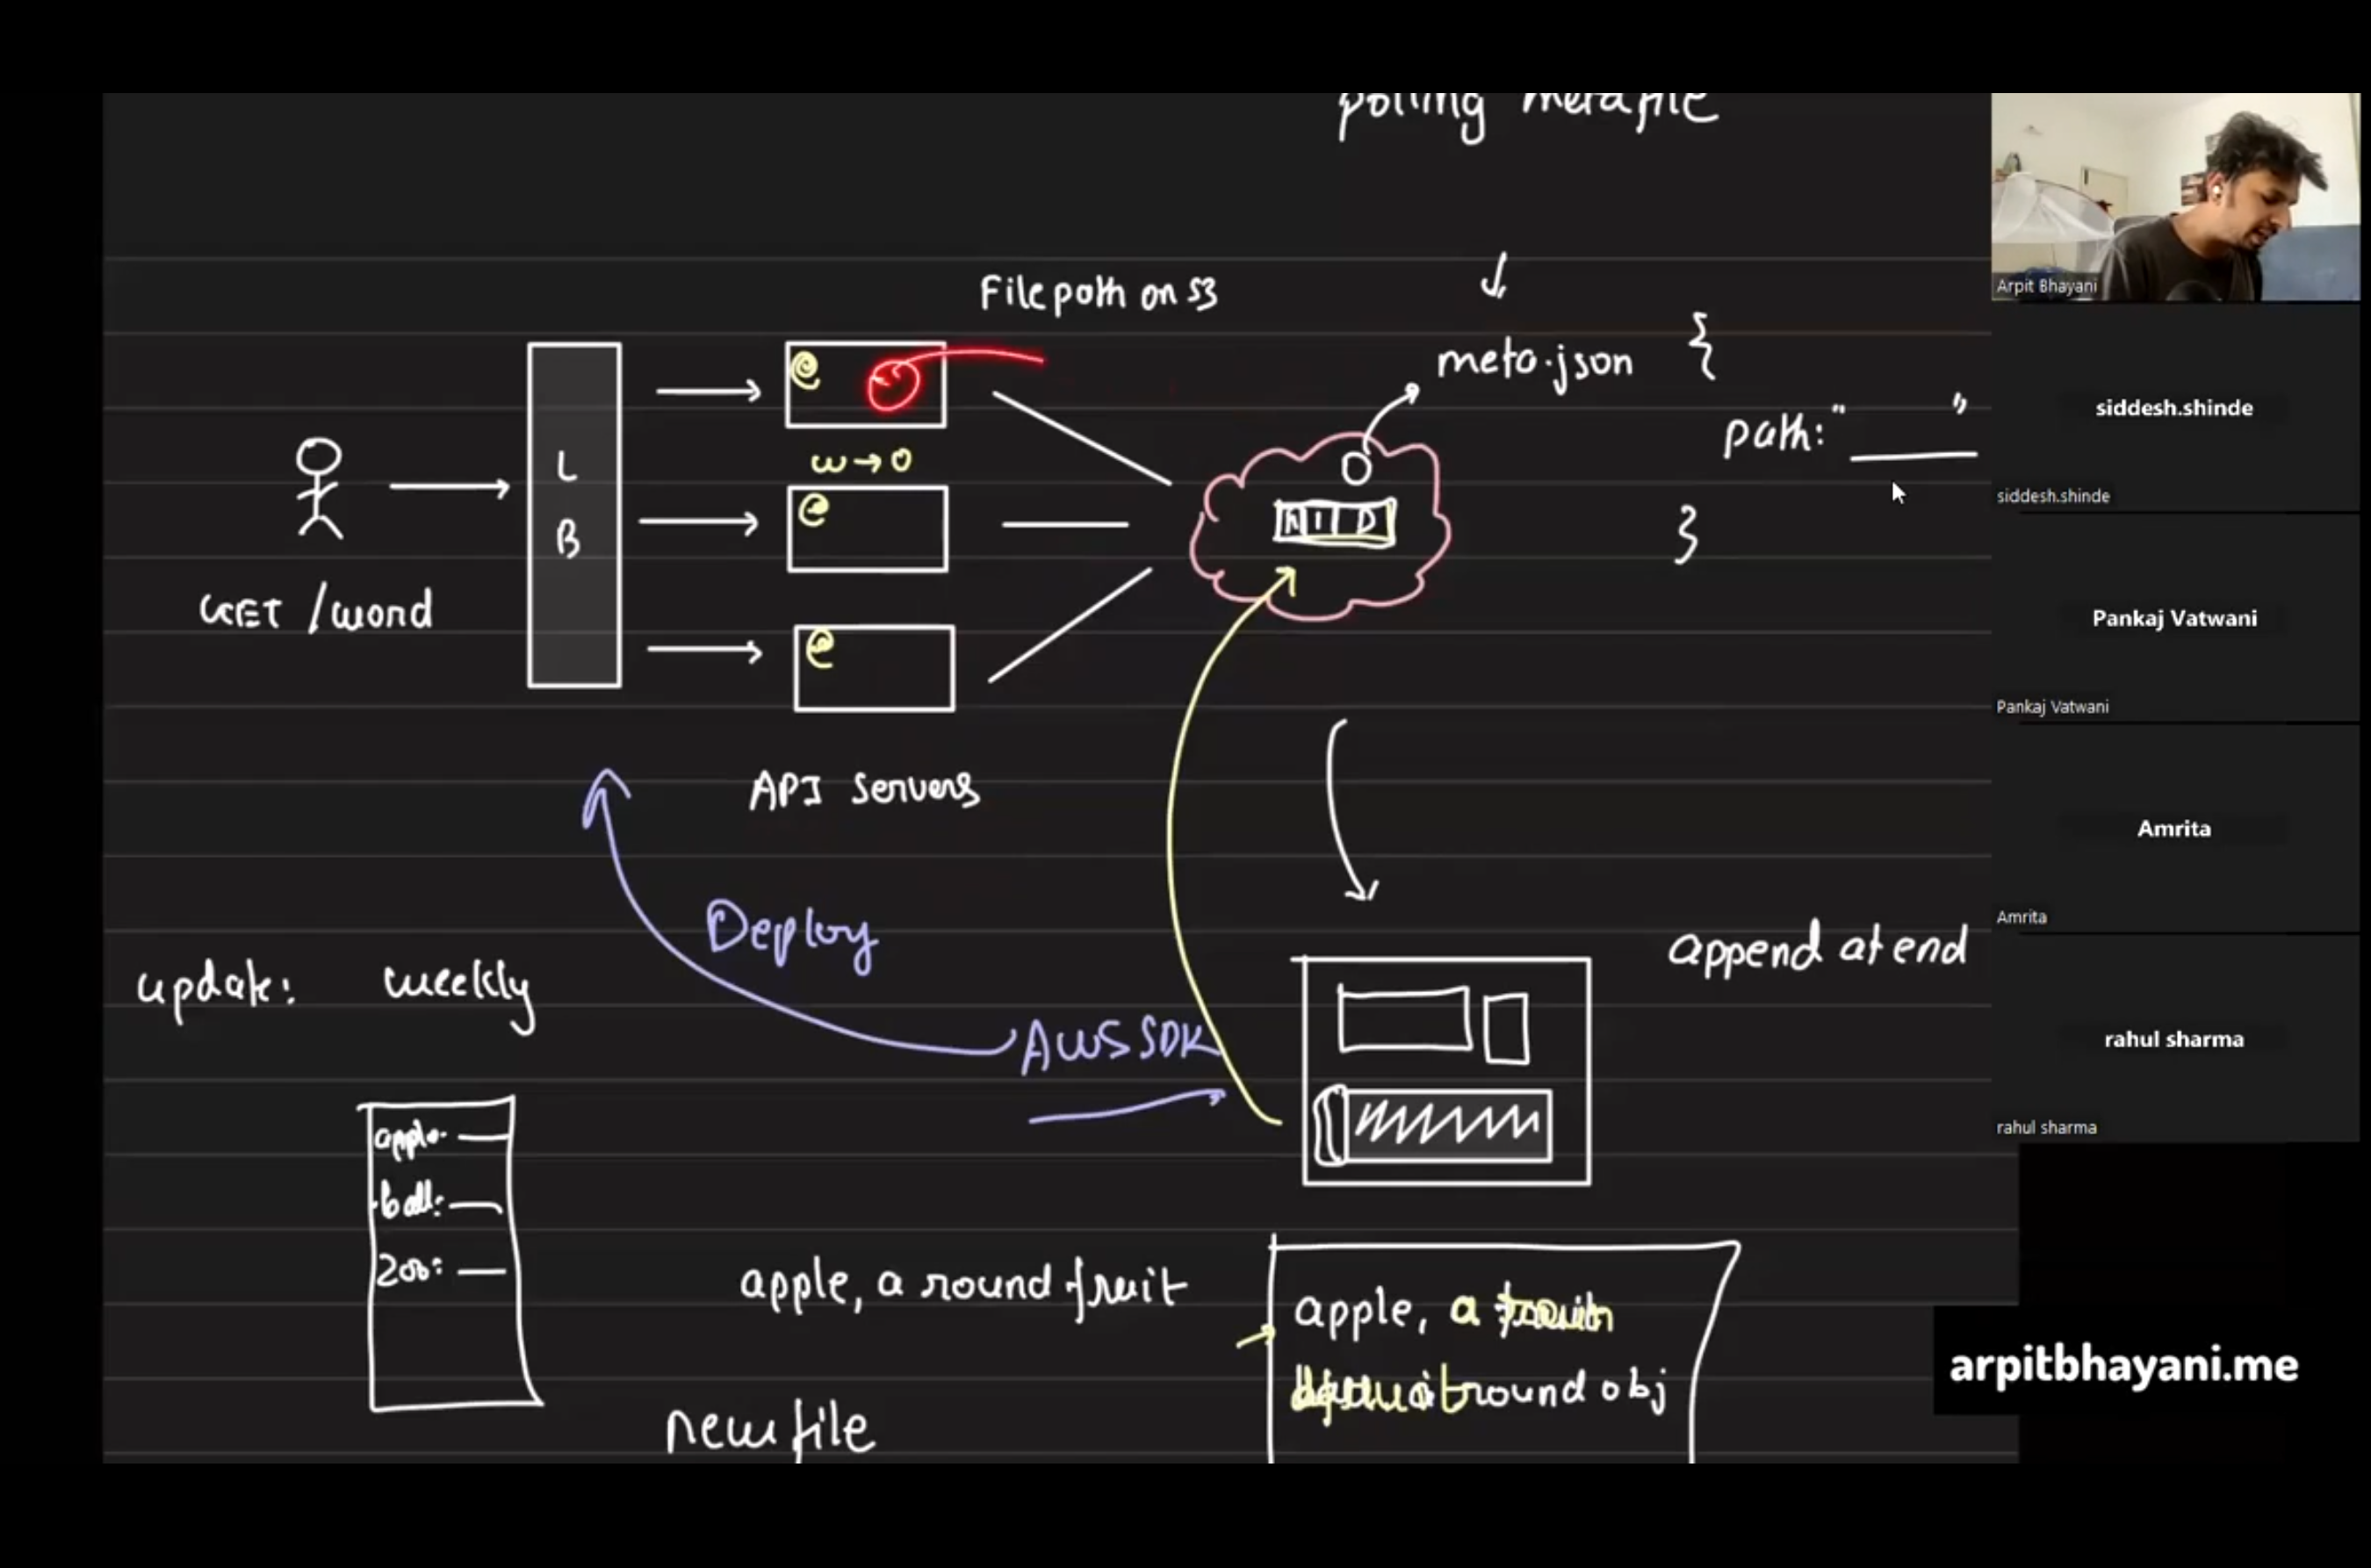 polling metafile
Arpit Bhayani
File path on S3
meta.json {
path: "____"
}
siddesh.shinde
siddesh.shinde
L
B
w → 0
GET /word
Pankaj Vatwani
Pankaj Vatwani
API Servers
Amrita
Amrita
Deploy
append at end
update: weekly
AWS SDK
rahul sharma
rahul sharma
apple:
ball:
zoo:
apple, a round fruit
apple, a
round obj
new file
arpitbhayani.me